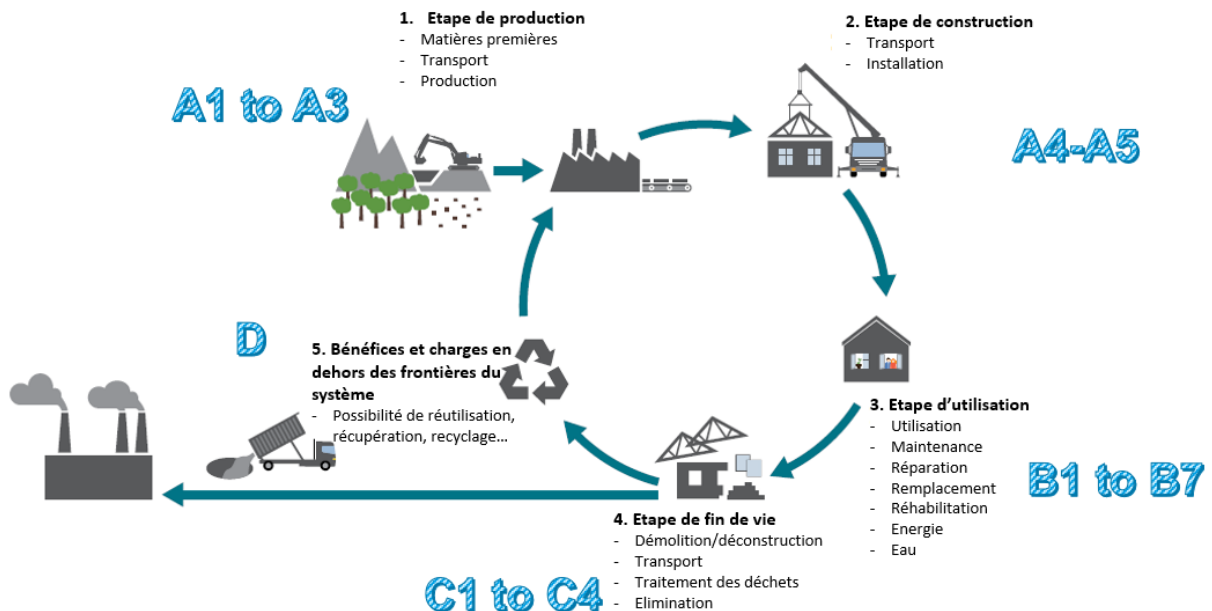 1. Etape de production
- Matières premières
- Transport
- Production
2. Etape de construction
- Transport
- Installation
A1 to A3
A4-A5
D
5. Bénéfices et charges en
dehors des frontières du
système
- Possibilité de réutilisation,
récupération, recyclage...
3. Etape d’utilisation
- Utilisation
- Maintenance
- Réparation
- Remplacement
- Réhabilitation
- Energie
- Eau
B1 to B7
4. Etape de fin de vie
- Démolition/déconstruction
- Transport
- Traitement des déchets
- Elimination
C1 to C4